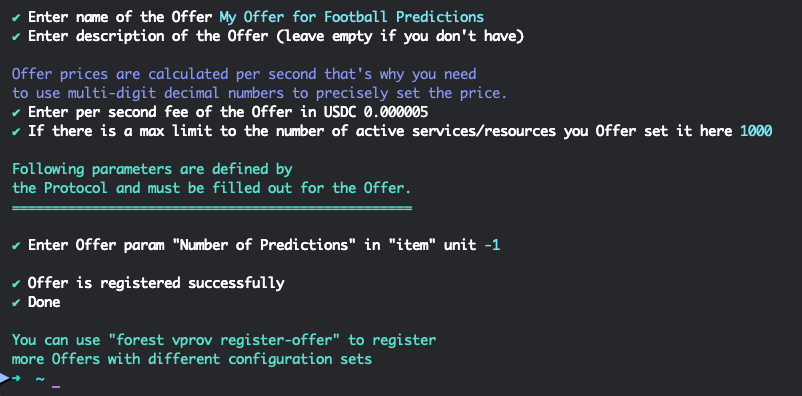 ✔ Enter name of the Offer My Offer for Football Predictions
✔ Enter description of the Offer (leave empty if you don't have)
Offer prices are calculated per second that's why you need
to use multi-digit decimal numbers to precisely set the price.
✔ Enter per second fee of the Offer in USDC 0.000005
✔ If there is a max limit to the number of active services/resources you Offer set it here 1000
Following parameters are defined by
the Protocol and must be filled out for the Offer.
==================================================
✔ Enter Offer param "Number of Predictions" in "item" unit -1
✔ Offer is registered successfully
✔ Done
You can use "forest vprov register-offer" to register
more Offers with different configuration sets
➜ ~ _